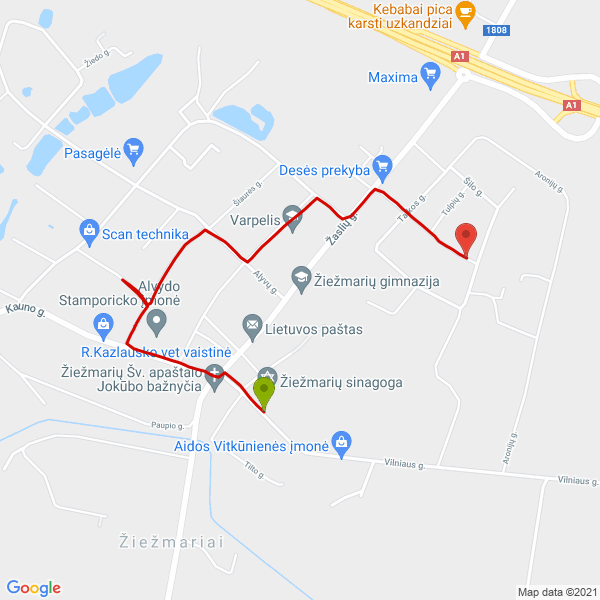 Kebabai pica
karsti uzkandziai
1808
A1
Žiedo g.
Maxima
A1
Pasagėlė
Desės prekyba
Šiaurės g.
Šilo g.
Aronijų g.
Tulpių g.
Taikos g.
Varpelis
Žaslių g.
Scan technika
Alyvų g.
Žiežmarių gimnazija
Alvydo
Stamporicko įmonė
Kauno g.
Lietuvos paštas
R.Kazlausko vet vaistinė
Žiežmarių Šv. apaštalo
Jokūbo bažnyčia
Žiežmarių sinagoga
Paupio g.
Aidos Vitkūnienės įmonė
Aronijų g.
Tilto g.
Vilniaus g.
Vilniaus g.
Žiežmariai
Google
Map data ©2021